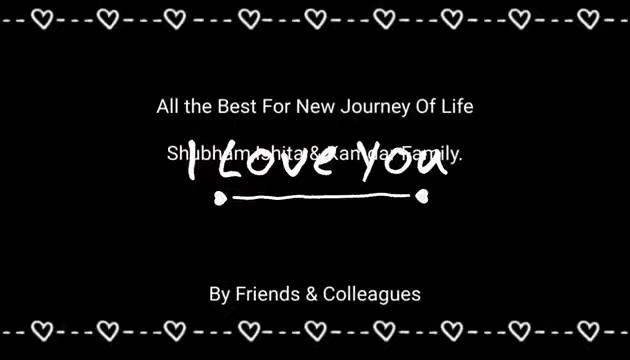 All the Best For New Journey Of Life
Shubham Ishita & Family.
I Love You
By Friends & Colleagues